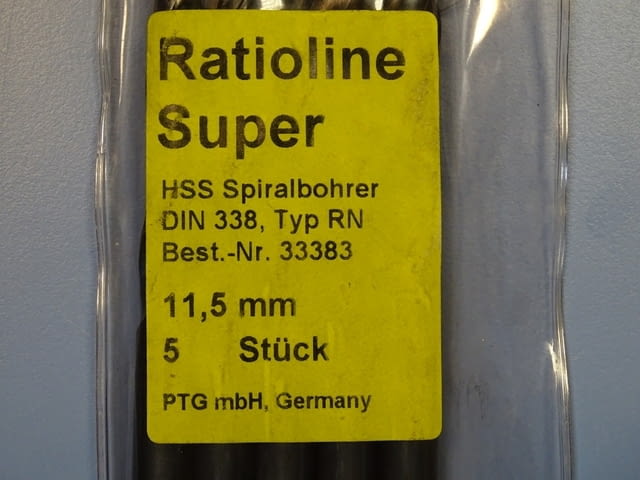 Ratioline
Super
HSS Spiralbohrer
DIN 338, Typ RN
Best.-Nr. 33383
11,5 mm
5 Stück
PTG mbH, Germany